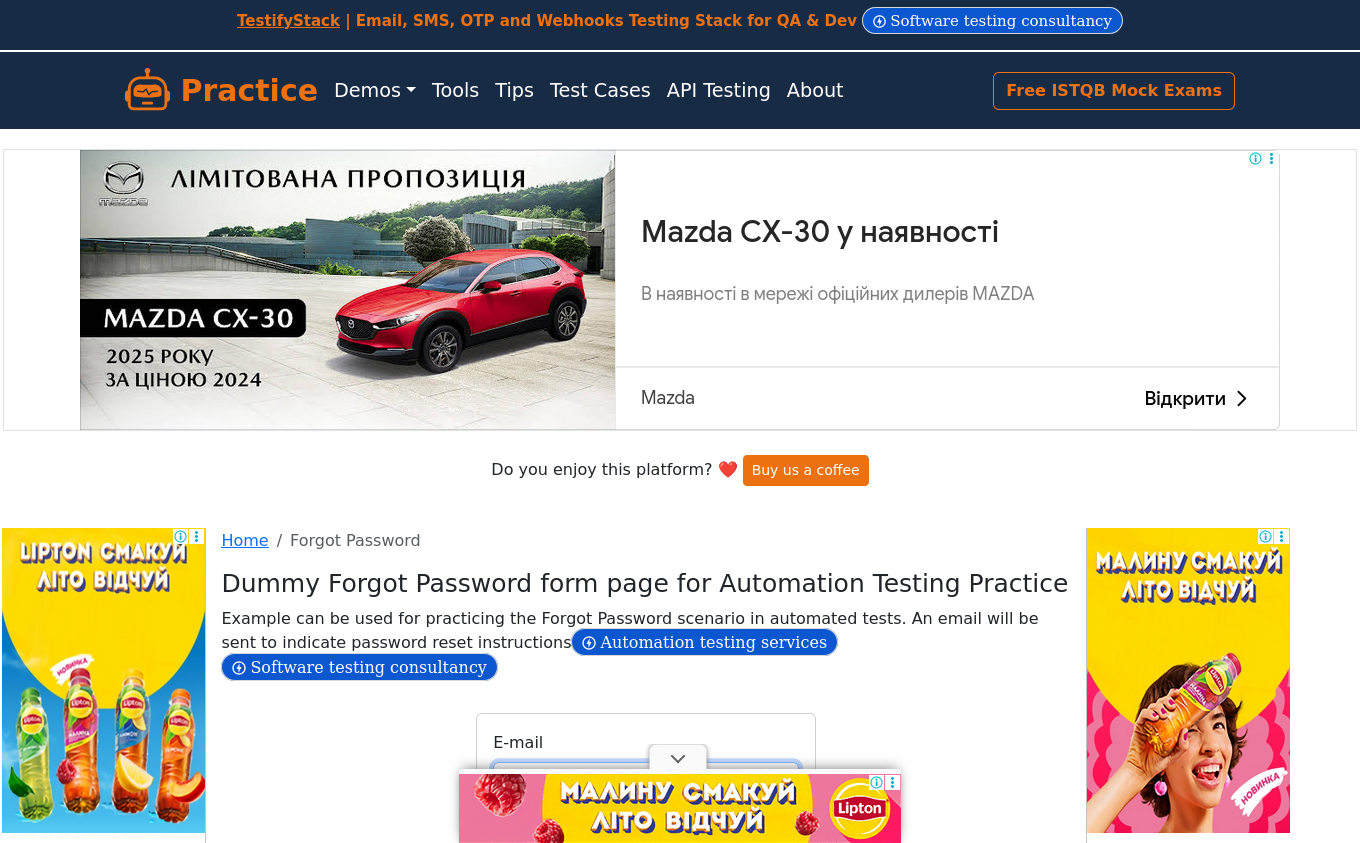 TestifyStack | Email, SMS, OTP and Webhooks Testing Stack for QA & Dev Software testing consultancy
Practice Demos Tools Tips Test Cases API Testing About Free ISTQB Mock Exams
ЛІМІТОВАНА ПРОПОЗИЦІЯ
MAZDA
MAZDA CX-30
2025 РОКУ
ЗА ЦІНОЮ 2024
Mazda CX-30 у наявності
В наявності в мережі офіційних дилерів MAZDA
Mazda Відкрити
Do you enjoy this platform? ❤️ Buy us a coffee
LIPTON СМАКУЙ
ЛІТО ВІДЧУЙ
НОВИНКА
Lipton
Lipton
Lipton
Lipton
Home / Forgot Password
Dummy Forgot Password form page for Automation Testing Practice
Example can be used for practicing the Forgot Password scenario in automated tests. An email will be
sent to indicate password reset instructions Automation testing services
Software testing consultancy
E-mail
МАЛИНУ СМАКУЙ
ЛІТО ВІДЧУЙ
Lipton
МАЛИНУ СМАКУЙ
ЛІТО ВІДЧУЙ
Lipton
НОВИНКА